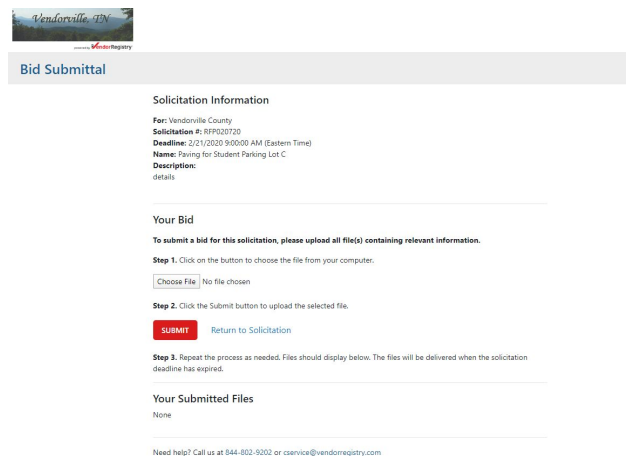 Vendorville, TN
powered by VendorRegistry
Bid Submittal
Solicitation Information
For: Vendorville County
Solicitation #: RFP020720
Deadline: 2/21/2020 9:00:00 AM (Eastern Time)
Name: Paving for Student Parking Lot C
Description:
details
Your Bid
To submit a bid for this solicitation, please upload all file(s) containing relevant information.
Step 1. Click on the button to choose the file from your computer.
Choose File No file chosen
Step 2. Click the Submit button to upload the selected file.
SUBMIT Return to Solicitation
Step 3. Repeat the process as needed. Files should display below. The files will be delivered when the solicitation
deadline has expired.
Your Submitted Files
None
Need help? Call us at 844-802-9202 or cservice@vendorregistry.com